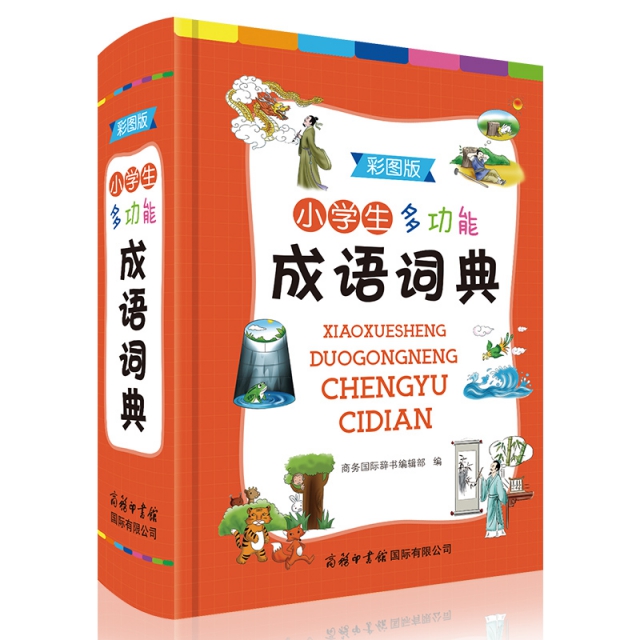 彩图版
小学生
多功能
成语词典
商务印书馆
国际有限公司
彩图版
小学生多功能
成语词典
XIAOXUESHENG
DUOGONGNENG
CHENGYU
CIDIAN
商务国际辞书编辑部 编
商务印书馆国际有限公司